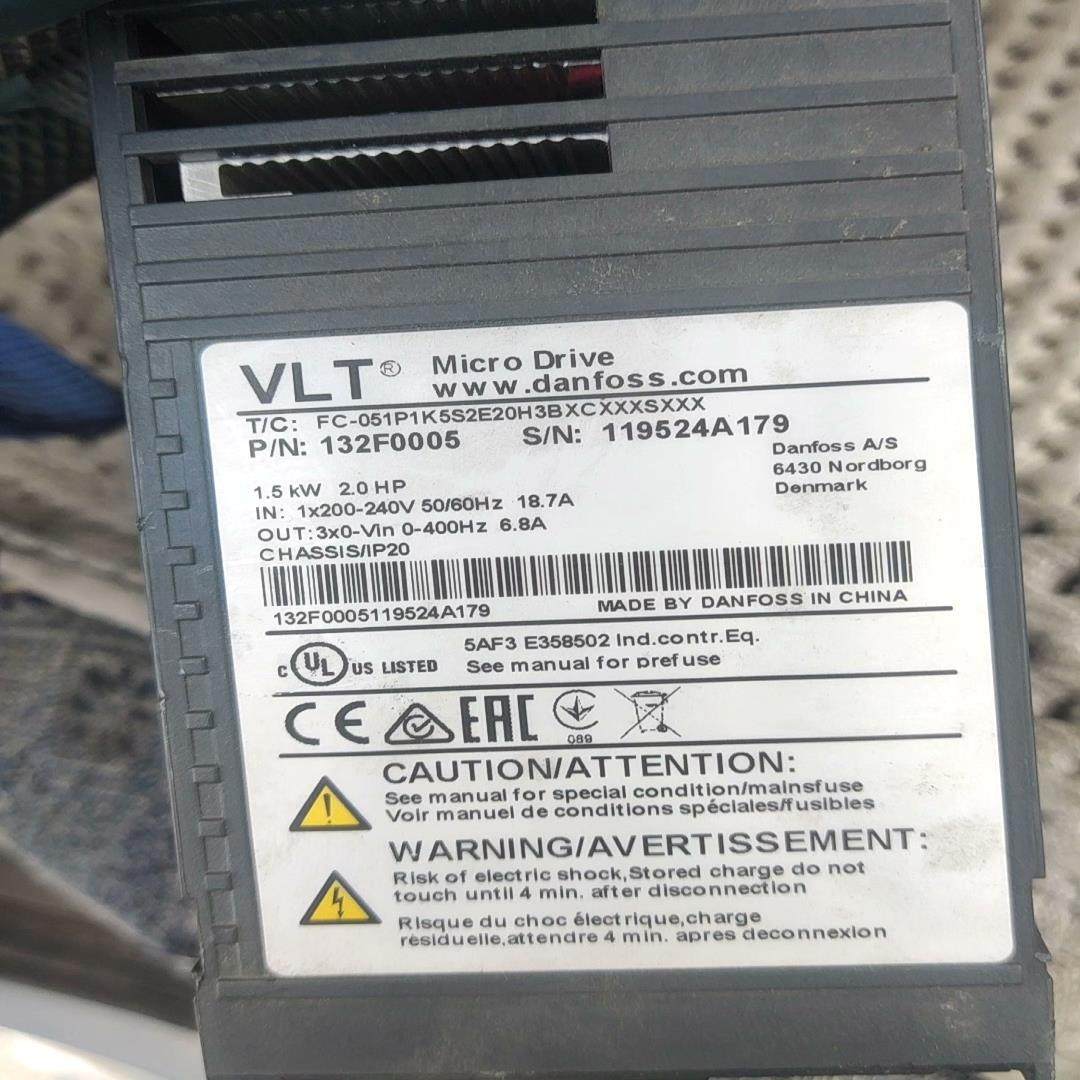 VLT® Micro Drive
www.danfoss.com
T/C: FC-051P1K5S2E20H3BXCXXXSXXX
P/N: 132F0005 S/N: 119524A179
Danfoss A/S
6430 Nordborg
Denmark
1.5 kW 2.0 HP
IN: 1x200-240V 50/60Hz 18.7A
OUT:3x0-Vin 0-400Hz 6.8A
CHASSIS/IP20
132F0005119524A179 MADE BY DANFOSS IN CHINA
c UL US LISTED
5AF3 E358502 Ind.contr.Eq.
See manual for prefuse
CE EAC
089
CAUTION/ATTENTION:
See manual for special condition/mainsfuse
Voir manuel de conditions spéciales/fusibles
WARNING/AVERTISSEMENT:
Risk of electric shock,Stored charge do not
touch until 4 min. after disconnection
Risque du choc électrique,charge
résiduelle,attendre 4 min. apres deconnexion